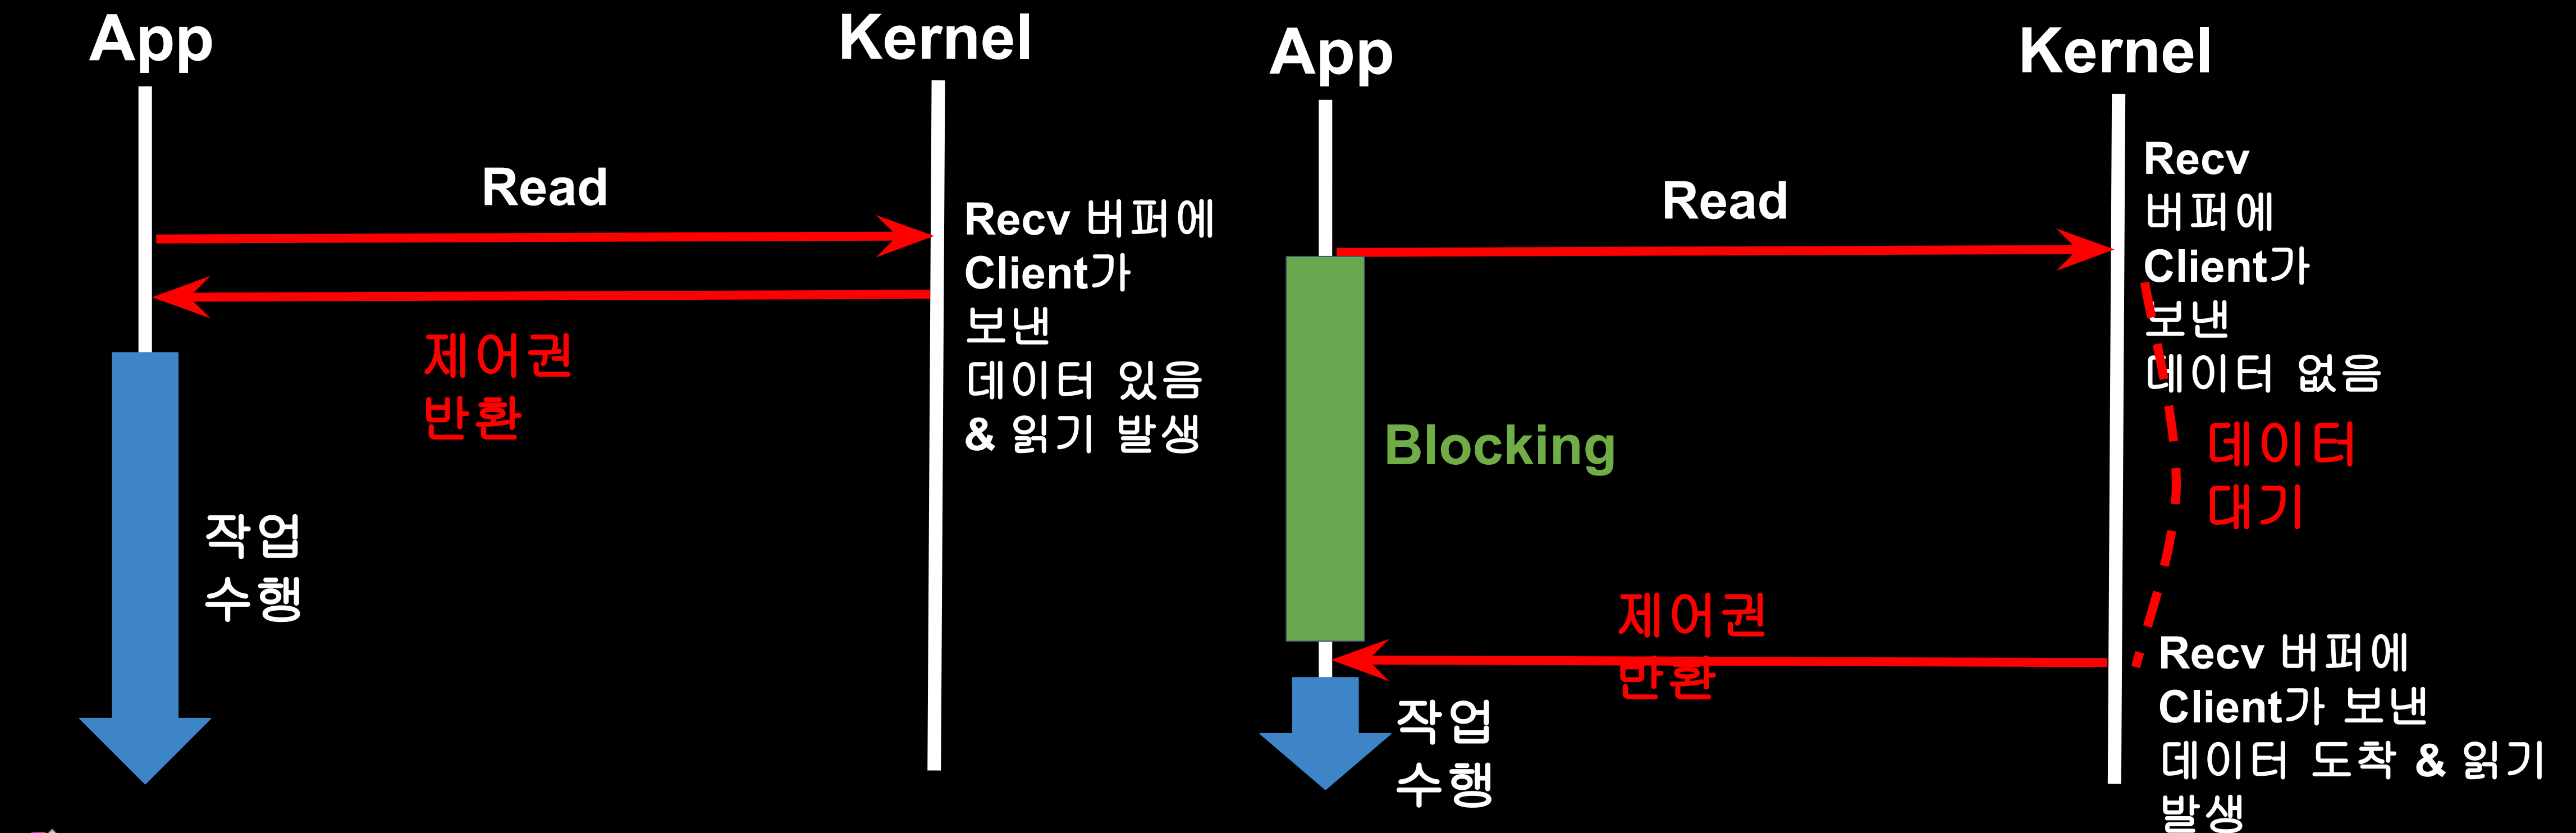 App
Kernel
Read
Recv 버퍼에
Client가
보낸
데이터 있음
& 읽기 발생
제어권
반환
작업
수행
App
Kernel
Read
Recv
버퍼에
Client가
보낸
데이터 없음
Blocking
데이터
대기
제어권
반환
Recv 버퍼에
Client가 보낸
데이터 도착 & 읽기
발생
작업
수행